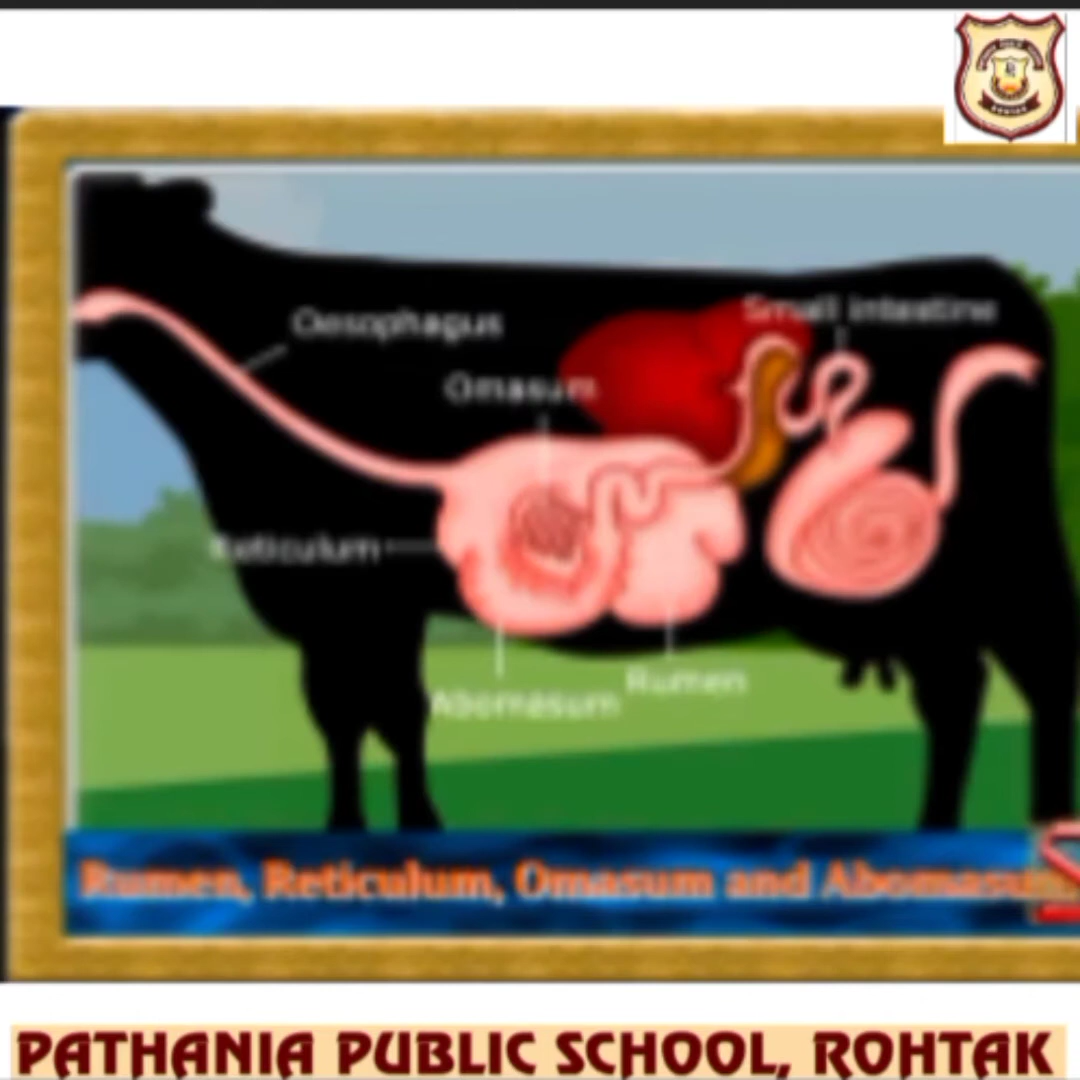 Oesophagus
Small intestine
Omasum
Reticulum
Abomasum
Rumen
Rumen, Reticulum, Omasum and Abomasum
PATHANIA PUBLIC SCHOOL, ROHTAK